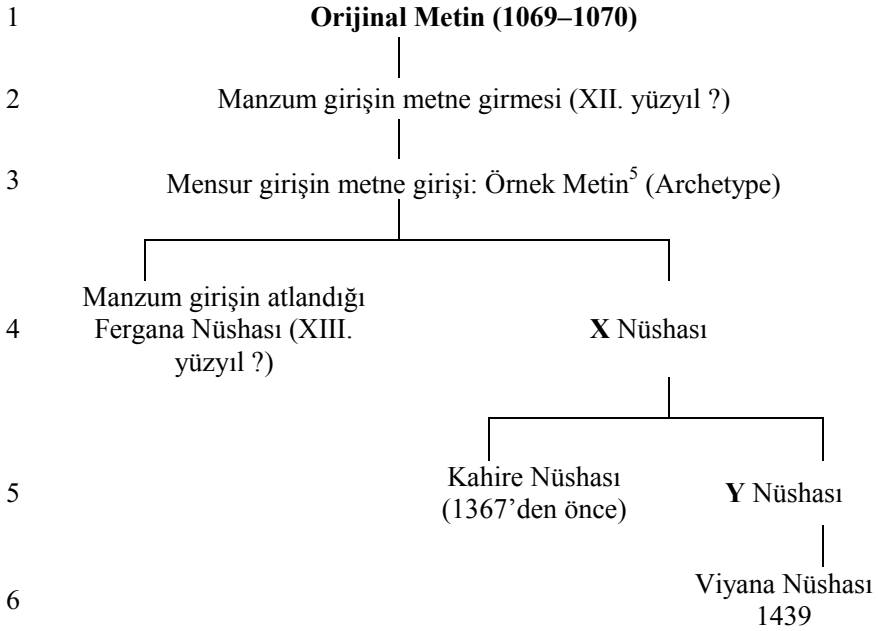 1 Orijinal Metin (1069–1070)
2 Manzum girişin metne girmesi (XII. yüzyıl ?)
3 Mensur girişin metne girişi: Örnek Metin⁵ (Archetype)
Manzum girişin atlandığı
4 Fergana Nüshası (XIII. X Nüshası
yüzyıl ?)
Kahire Nüshası
5 (1367’den önce) Y Nüshası
Viyana Nüshası
6 1439